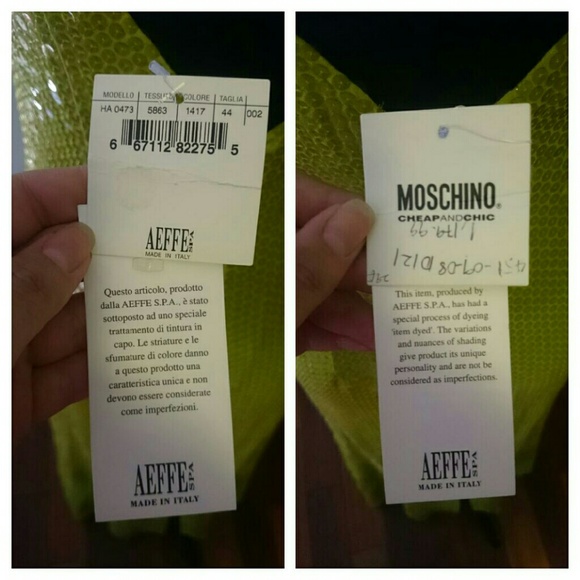 MODELLO TESSUTO COLORE TAGLIA
HA 0473 5863 1417 44 002
6 67112 82275 5
AEFFE SPA
MADE IN ITALY
Questo articolo, prodotto
dalla AEFFE S.P.A., è stato
sottoposto ad uno speciale
trattamento di tintura in
capo. Le striature e le
sfumature di colore danno
a questo prodotto una
caratteristica unica e non
devono essere considerate
come imperfezioni.
AEFFE SPA
MADE IN ITALY
MOSCHINO®
CHEAPANDCHIC
This item, produced by
AEFFE S.P.A., has had a
special process of dyeing
'item dyed'. The variations
and nuances of shading
give product its unique
personality and are not
considered as imperfections.
AEFFE SPA
MADE IN ITALY